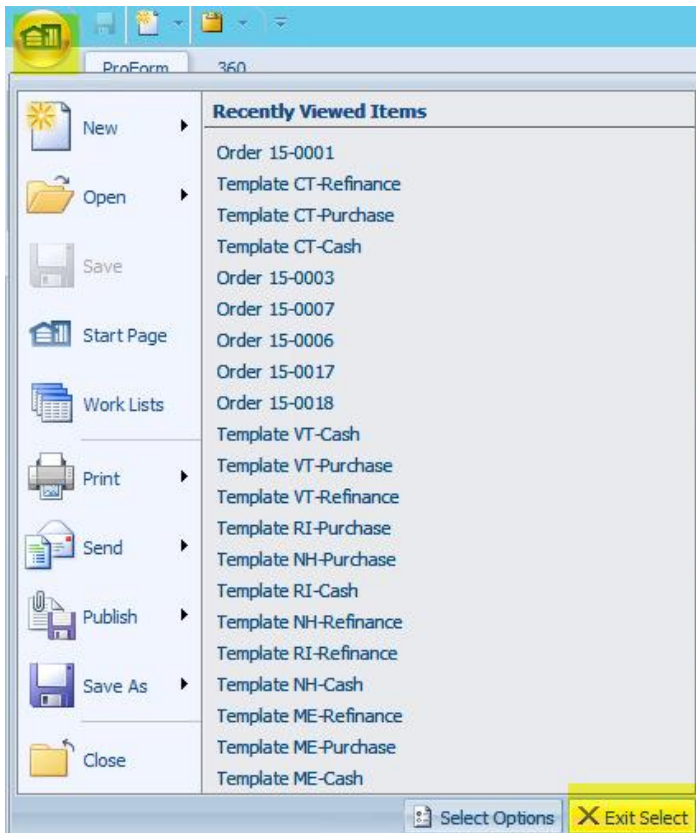 ProForm 360
New
Open
Save
Start Page
Work Lists
Print
Send
Publish
Save As
Close
Recently Viewed Items
Order 15-0001
Template CT-Refinance
Template CT-Purchase
Template CT-Cash
Order 15-0003
Order 15-0007
Order 15-0006
Order 15-0017
Order 15-0018
Template VT-Cash
Template VT-Purchase
Template VT-Refinance
Template RI-Purchase
Template NH-Purchase
Template RI-Cash
Template NH-Refinance
Template RI-Refinance
Template NH-Cash
Template ME-Refinance
Template ME-Purchase
Template ME-Cash
Select Options Exit Select